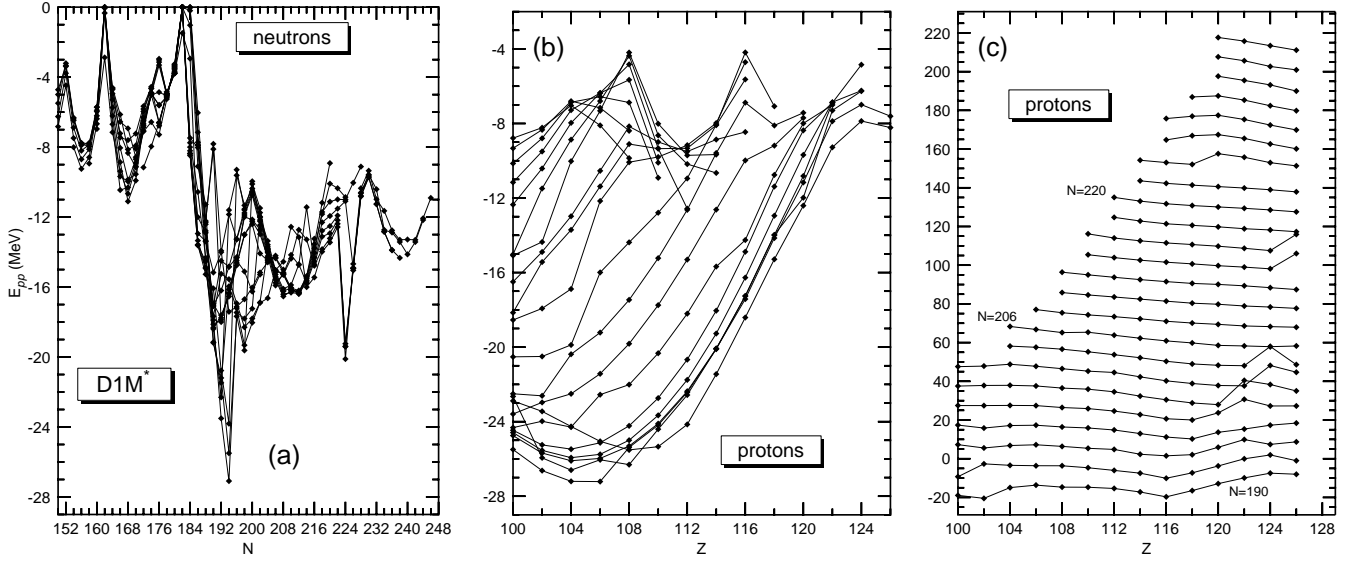 0
-4
-8
-12
-16
-20
-24
-28
E_pp (MeV)
neutrons
D1M*
(a)
152 160 168 176 184 192 200 208 216 224 232 240 248
N
(b)
-4
-8
-12
-16
-20
-24
-28
protons
100 104 108 112 116 120 124
Z
(c)
220
200
180
160
140
120
100
80
60
40
20
0
-20
protons
N=220
N=206
N=190
100 104 108 112 116 120 124 128
Z